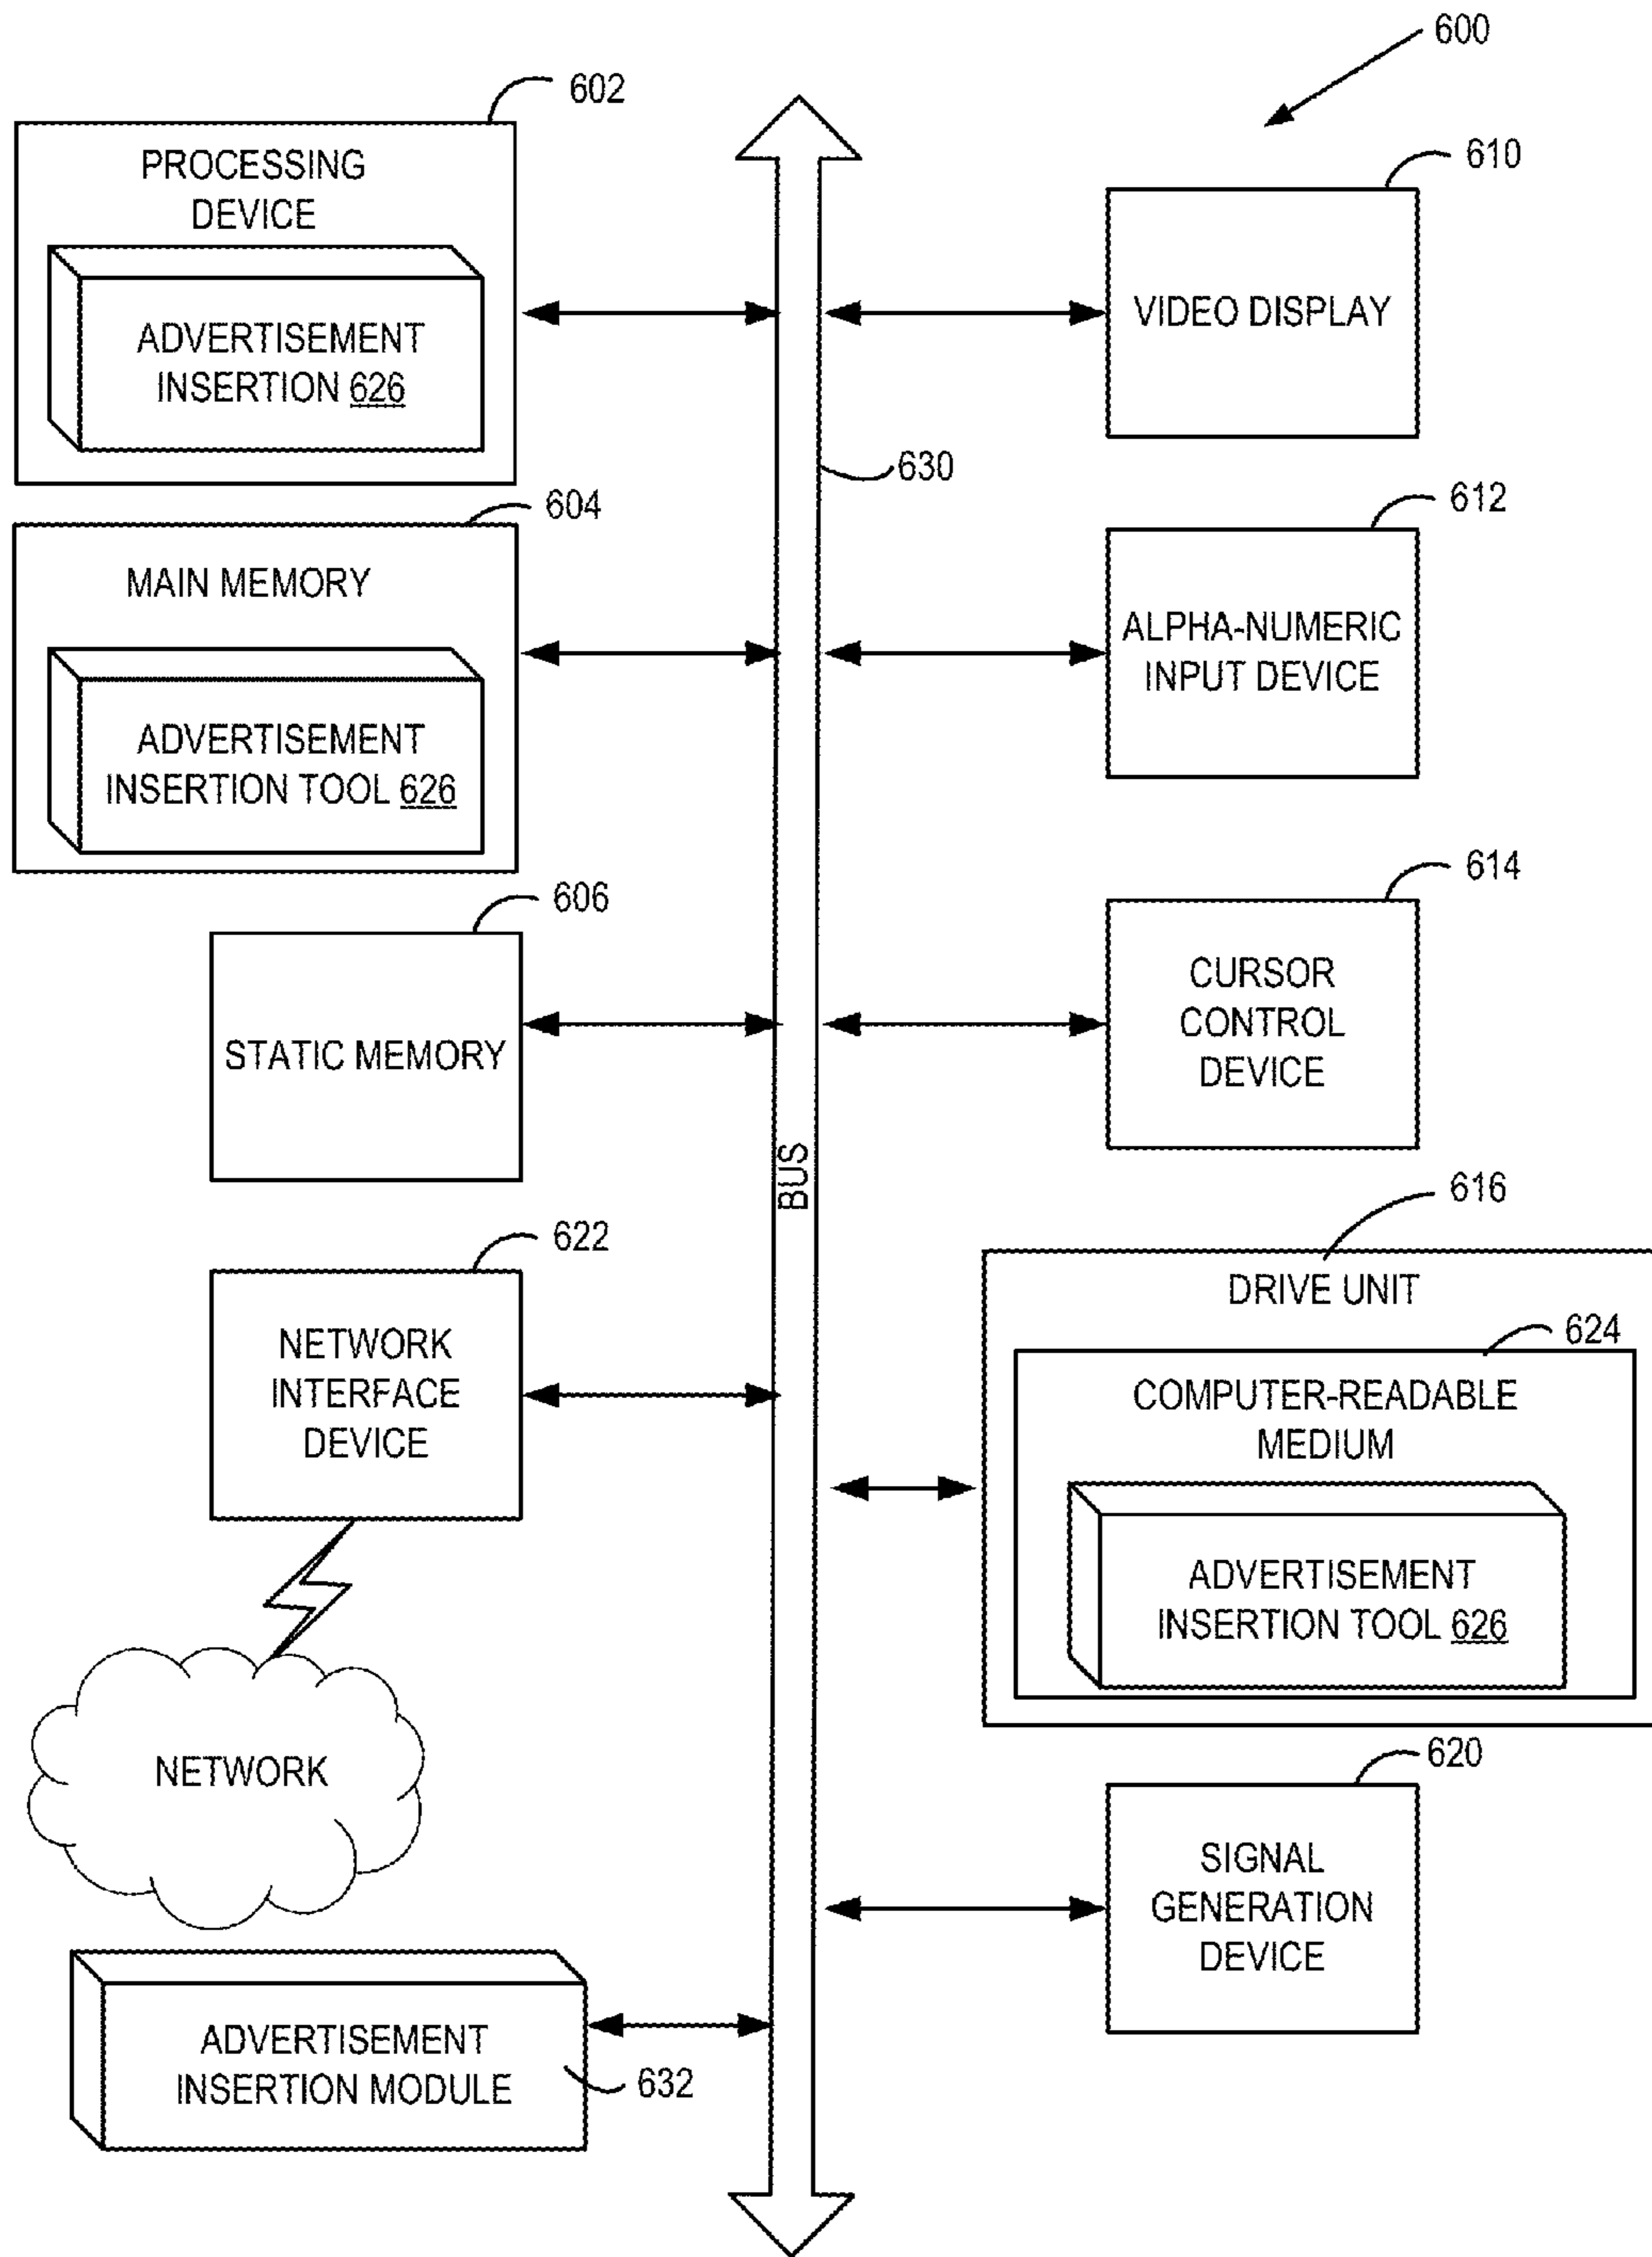 600
602
PROCESSING
DEVICE
ADVERTISEMENT
INSERTION 626
610
VIDEO DISPLAY
630
604
MAIN MEMORY
ADVERTISEMENT
INSERTION TOOL 626
612
ALPHA-NUMERIC
INPUT DEVICE
606
STATIC MEMORY
614
CURSOR
CONTROL
DEVICE
BUS
622
NETWORK
INTERFACE
DEVICE
616
DRIVE UNIT
624
COMPUTER-READABLE
MEDIUM
ADVERTISEMENT
INSERTION TOOL 626
NETWORK
620
SIGNAL
GENERATION
DEVICE
ADVERTISEMENT
INSERTION MODULE
632